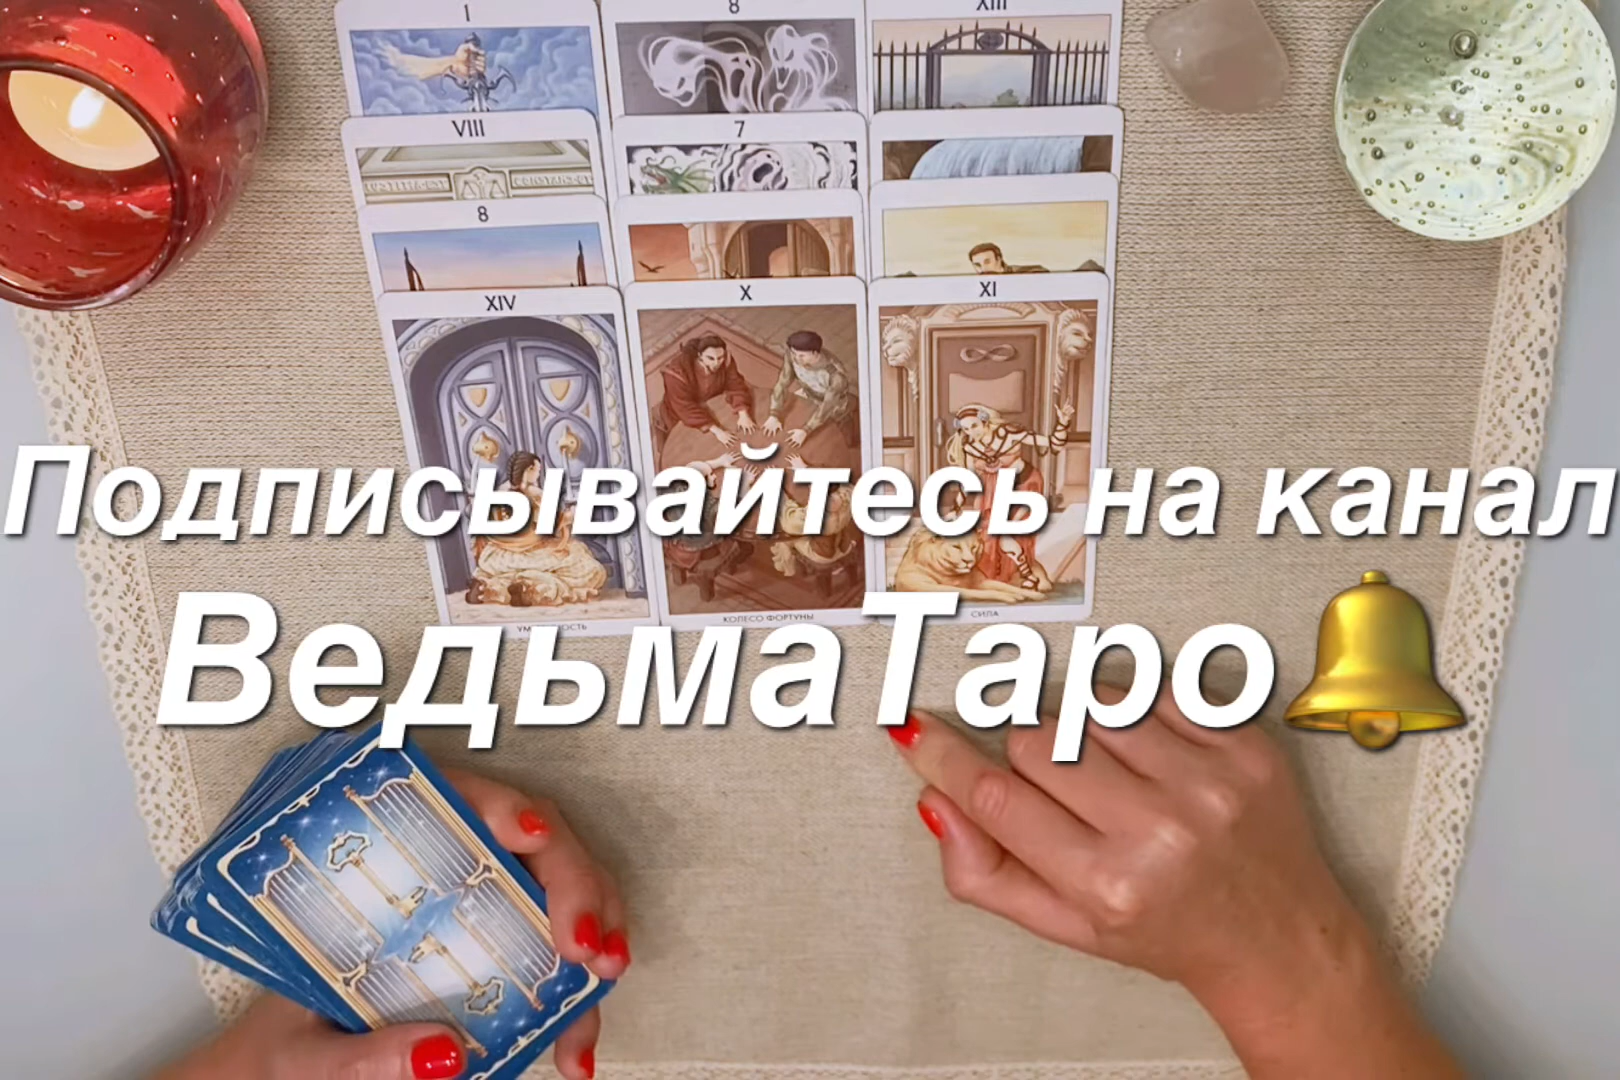 I 8 XIII
VIII 7
8
XIV X XI
Подписывайтесь на канал
КОЛЕСО ФОРТУНЫ СИЛА
ВедьмаТаро